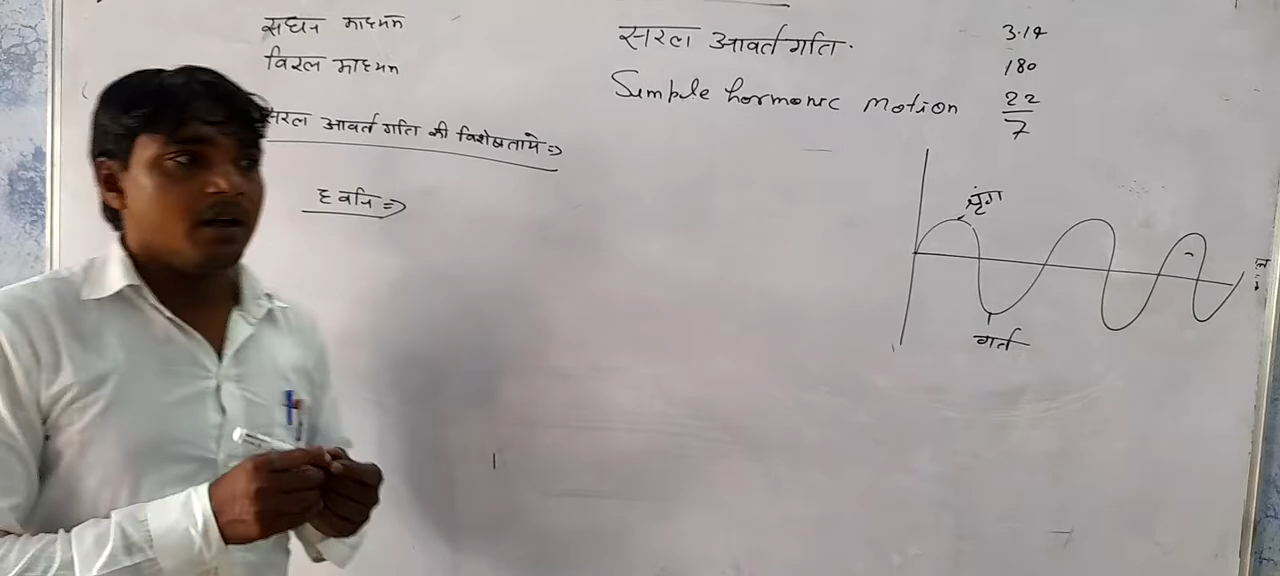 सघन माध्यम
विरल माध्यम
सरल आवर्त गति की विशेषताये =>
ध्वनि =>
सरल आवर्त गति.
Simple hormonic motion
3.14
180
22
7
श्रृंग
गर्त